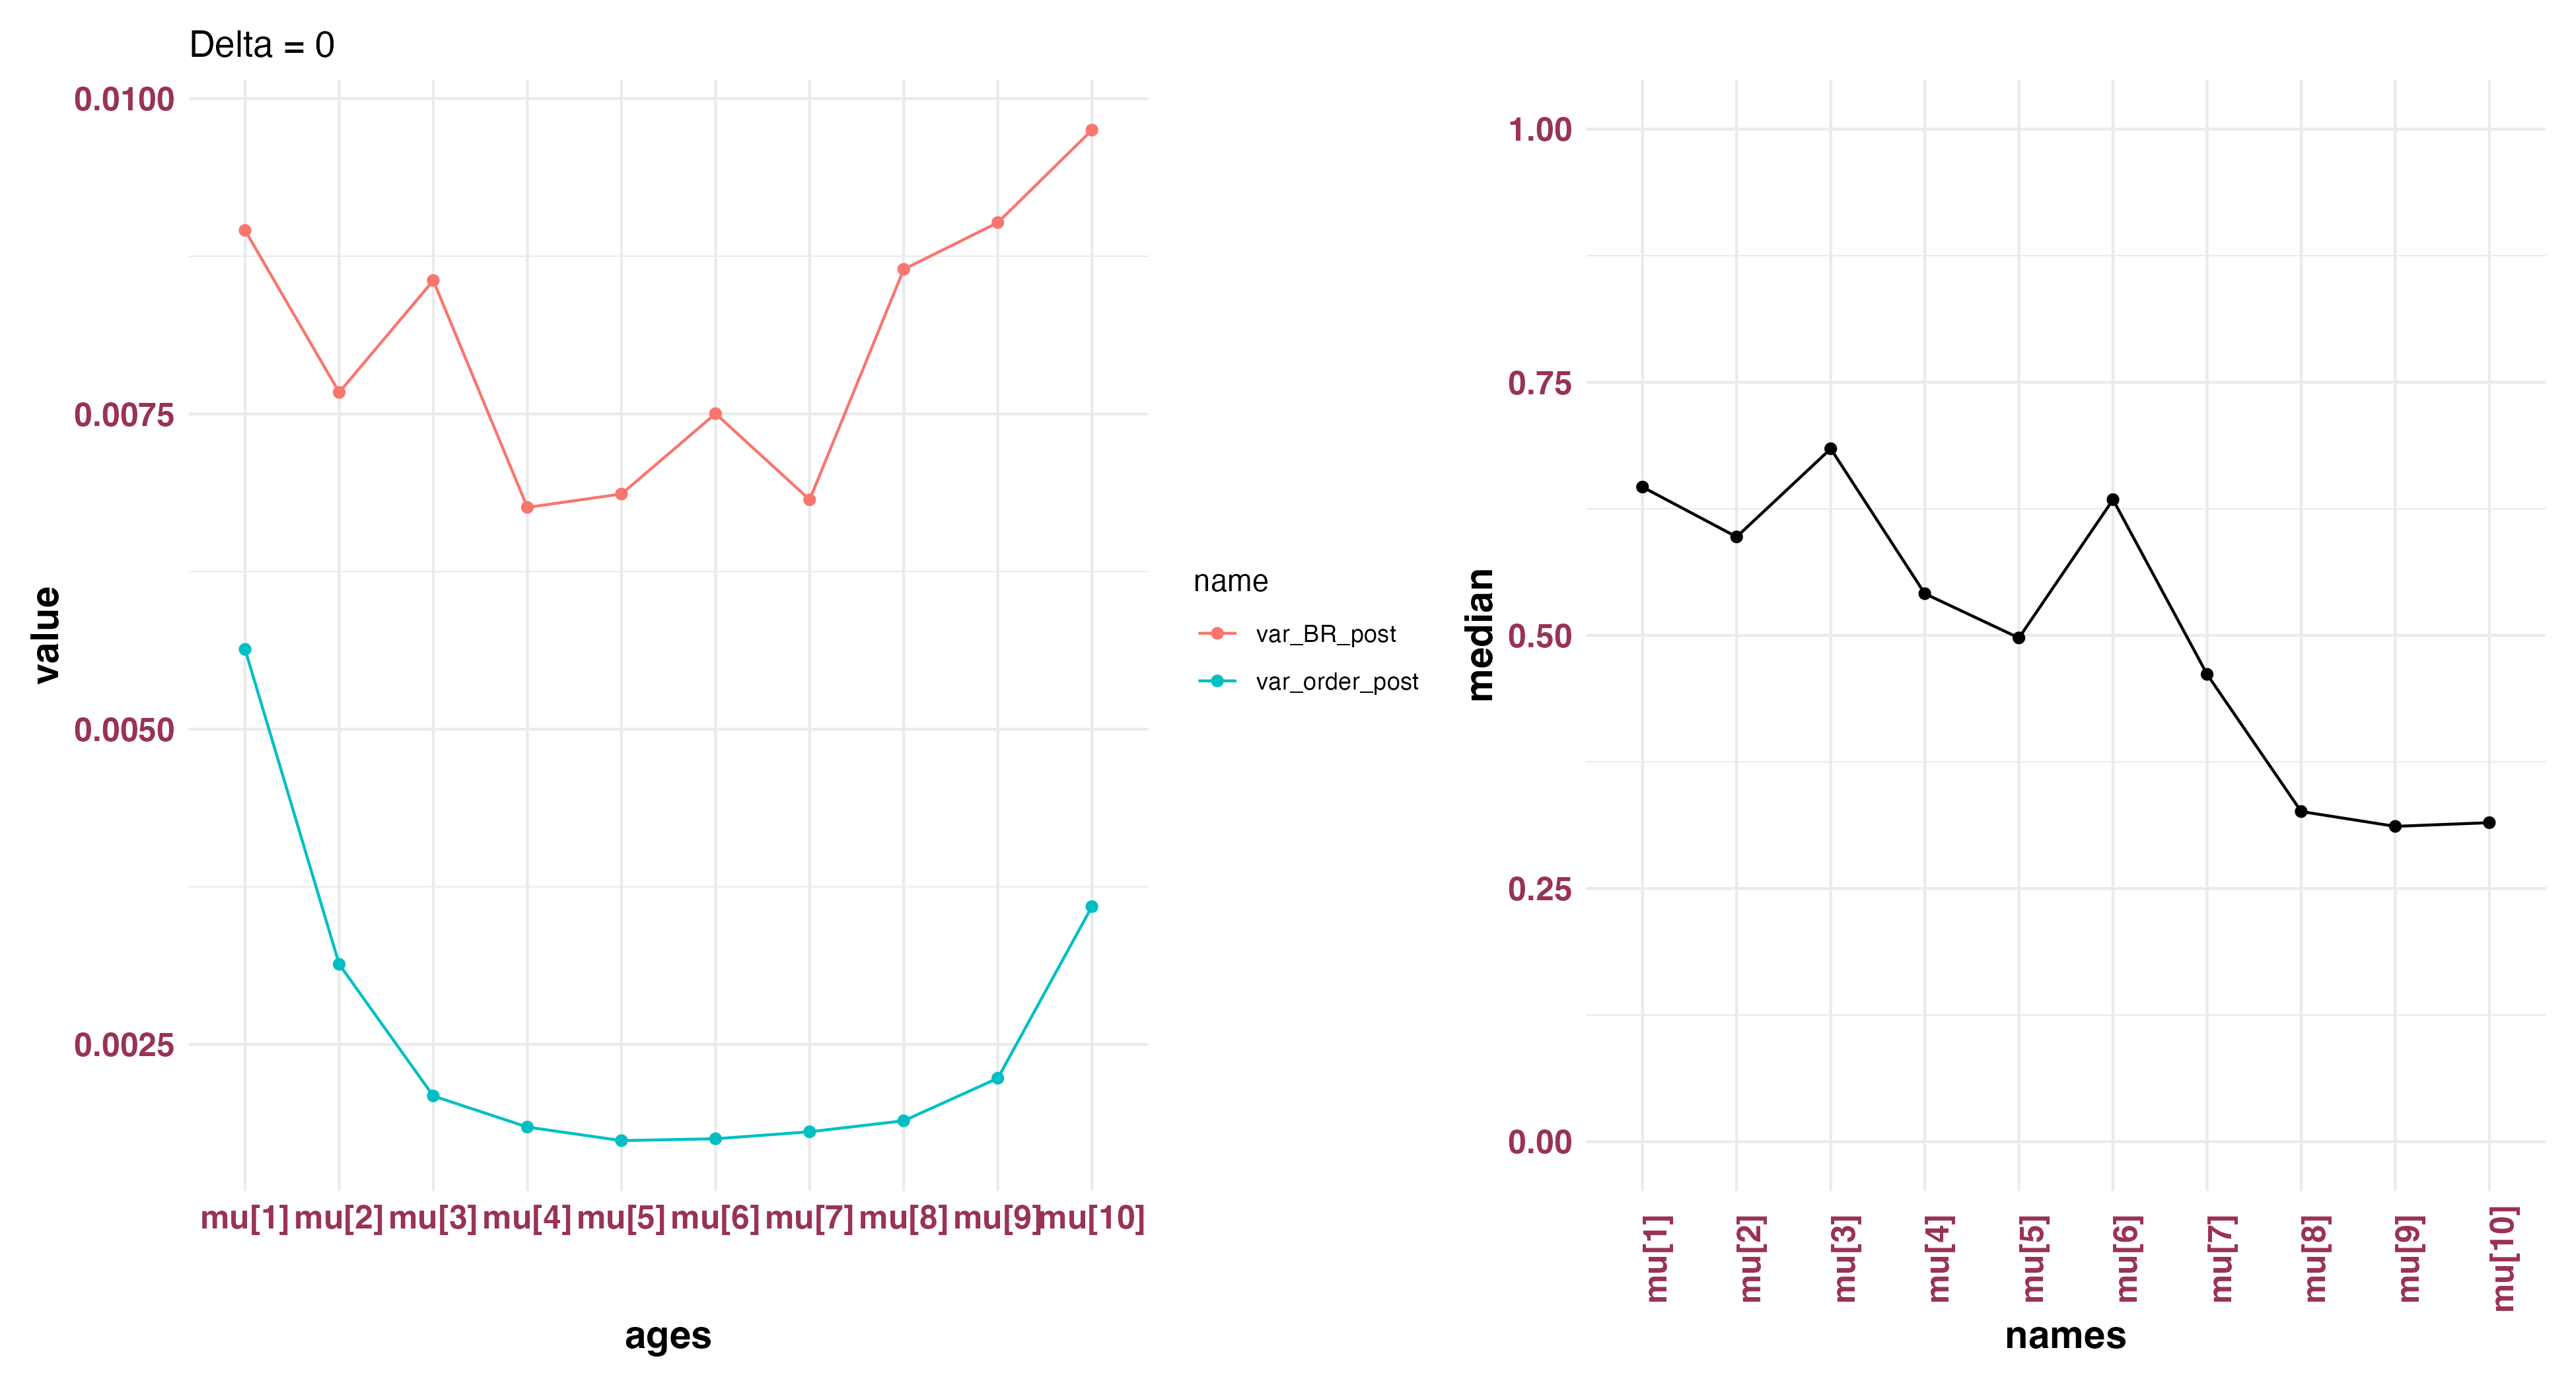 Delta = 0
value
0.0100
0.0075
0.0050
0.0025
mu[1] mu[2] mu[3] mu[4] mu[5] mu[6] mu[7] mu[8] mu[9] mu[10]
ages
name
var_BR_post
var_order_post
median
1.00
0.75
0.50
0.25
0.00
mu[1]
mu[2]
mu[3]
mu[4]
mu[5]
mu[6]
mu[7]
mu[8]
mu[9]
mu[10]
names